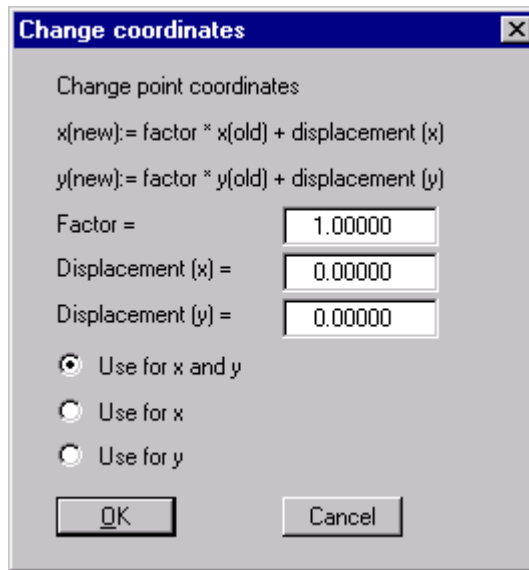 Change coordinates
Change point coordinates
x(new):= factor * x(old) + displacement (x)
y(new):= factor * y(old) + displacement (y)
Factor = 1.00000
Displacement (x) = 0.00000
Displacement (y) = 0.00000
Use for x and y
Use for x
Use for y
OK Cancel